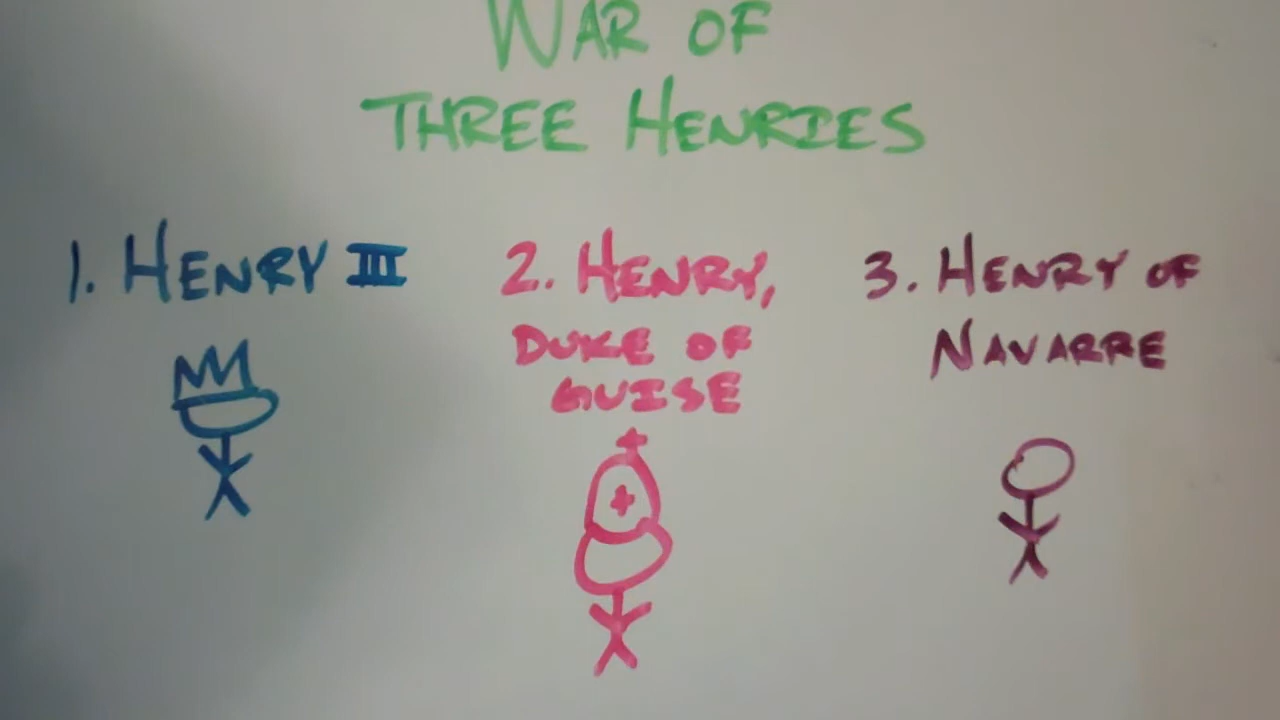 WAR OF
THREE HENRIES
1. HENRY III
2. HENRY,
DUKE OF
GUISE
3. HENRY OF
NAVARRE